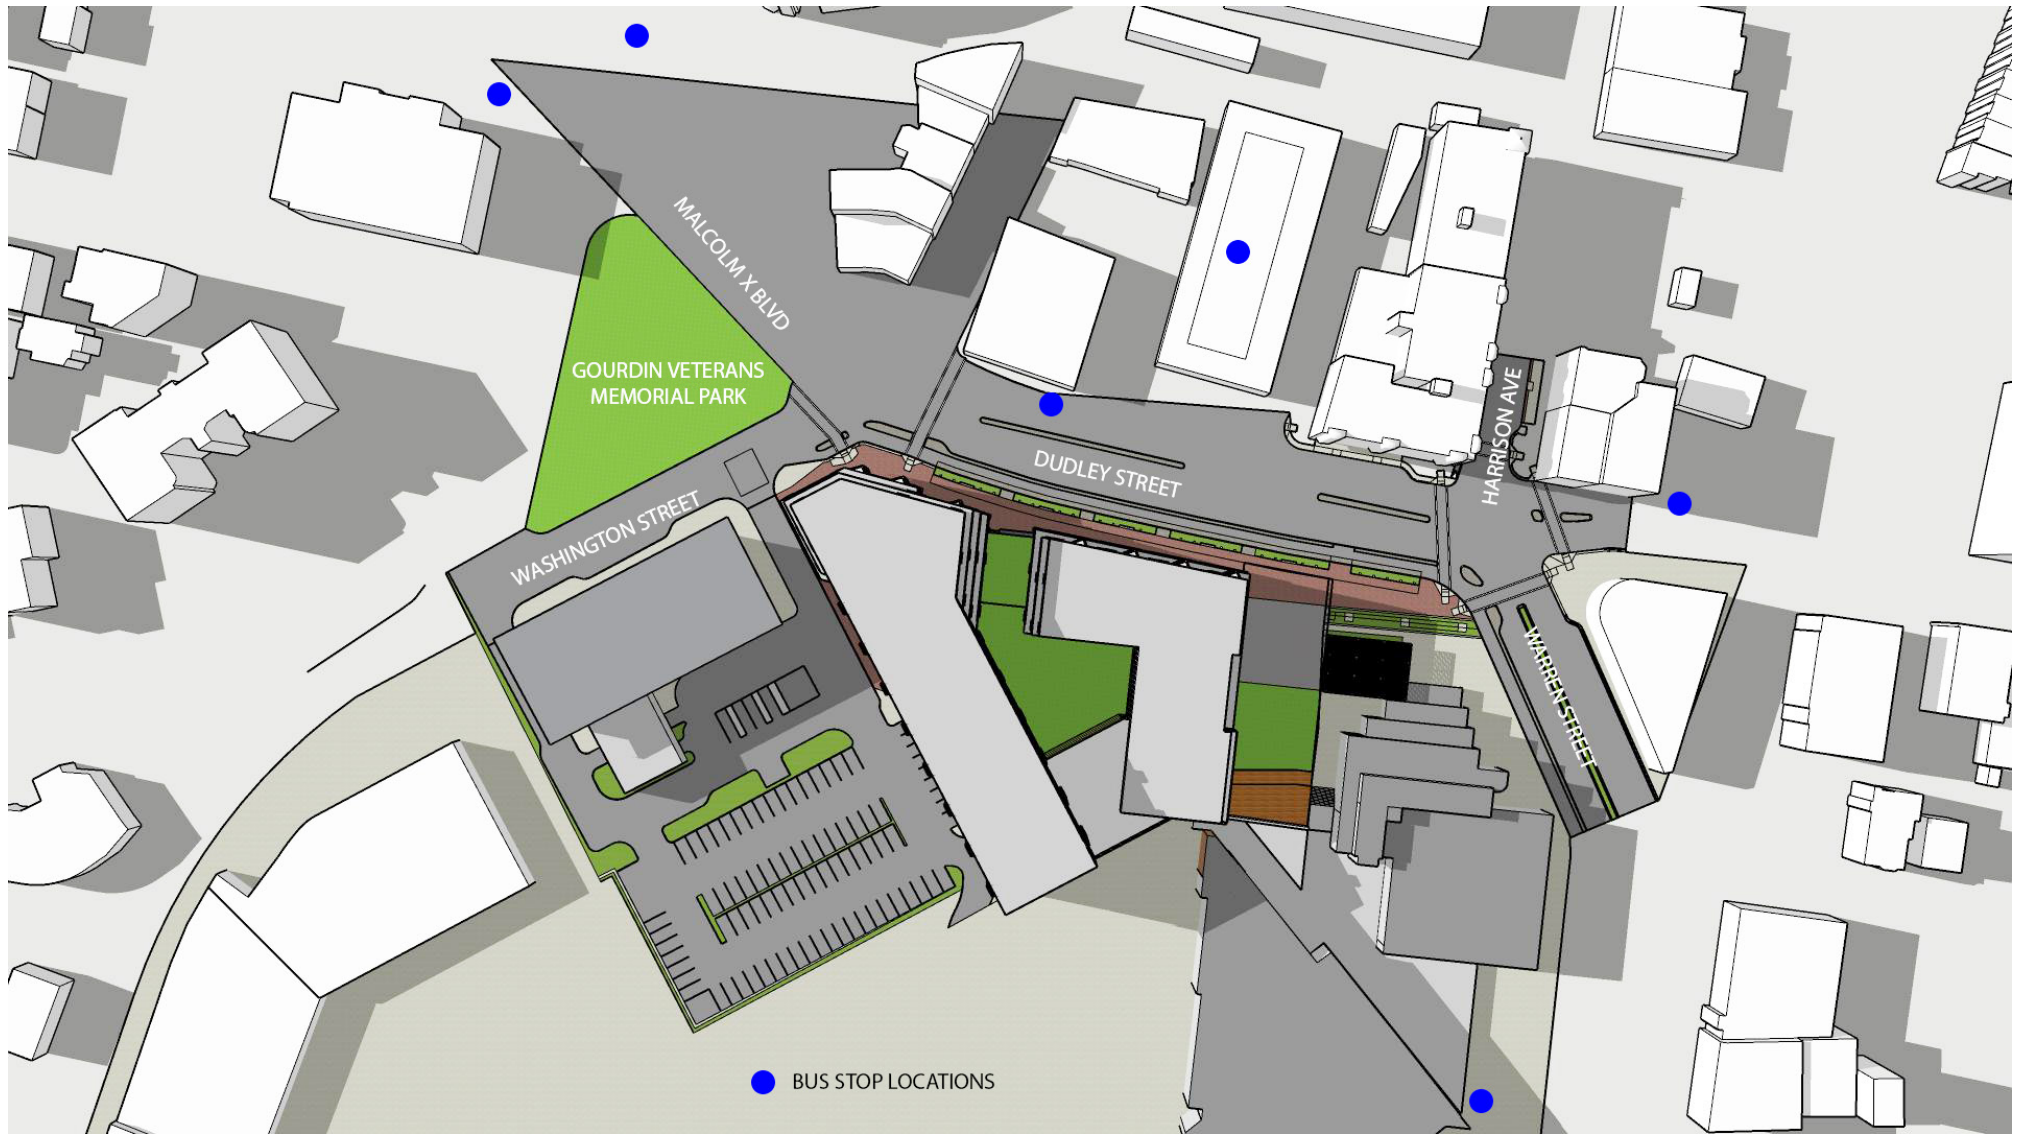 MALCOLM X BLVD
GOURDIN VETERANS
MEMORIAL PARK
HARRISON AVE
DUDLEY STREET
WASHINGTON STREET
WARREN STREET
BUS STOP LOCATIONS